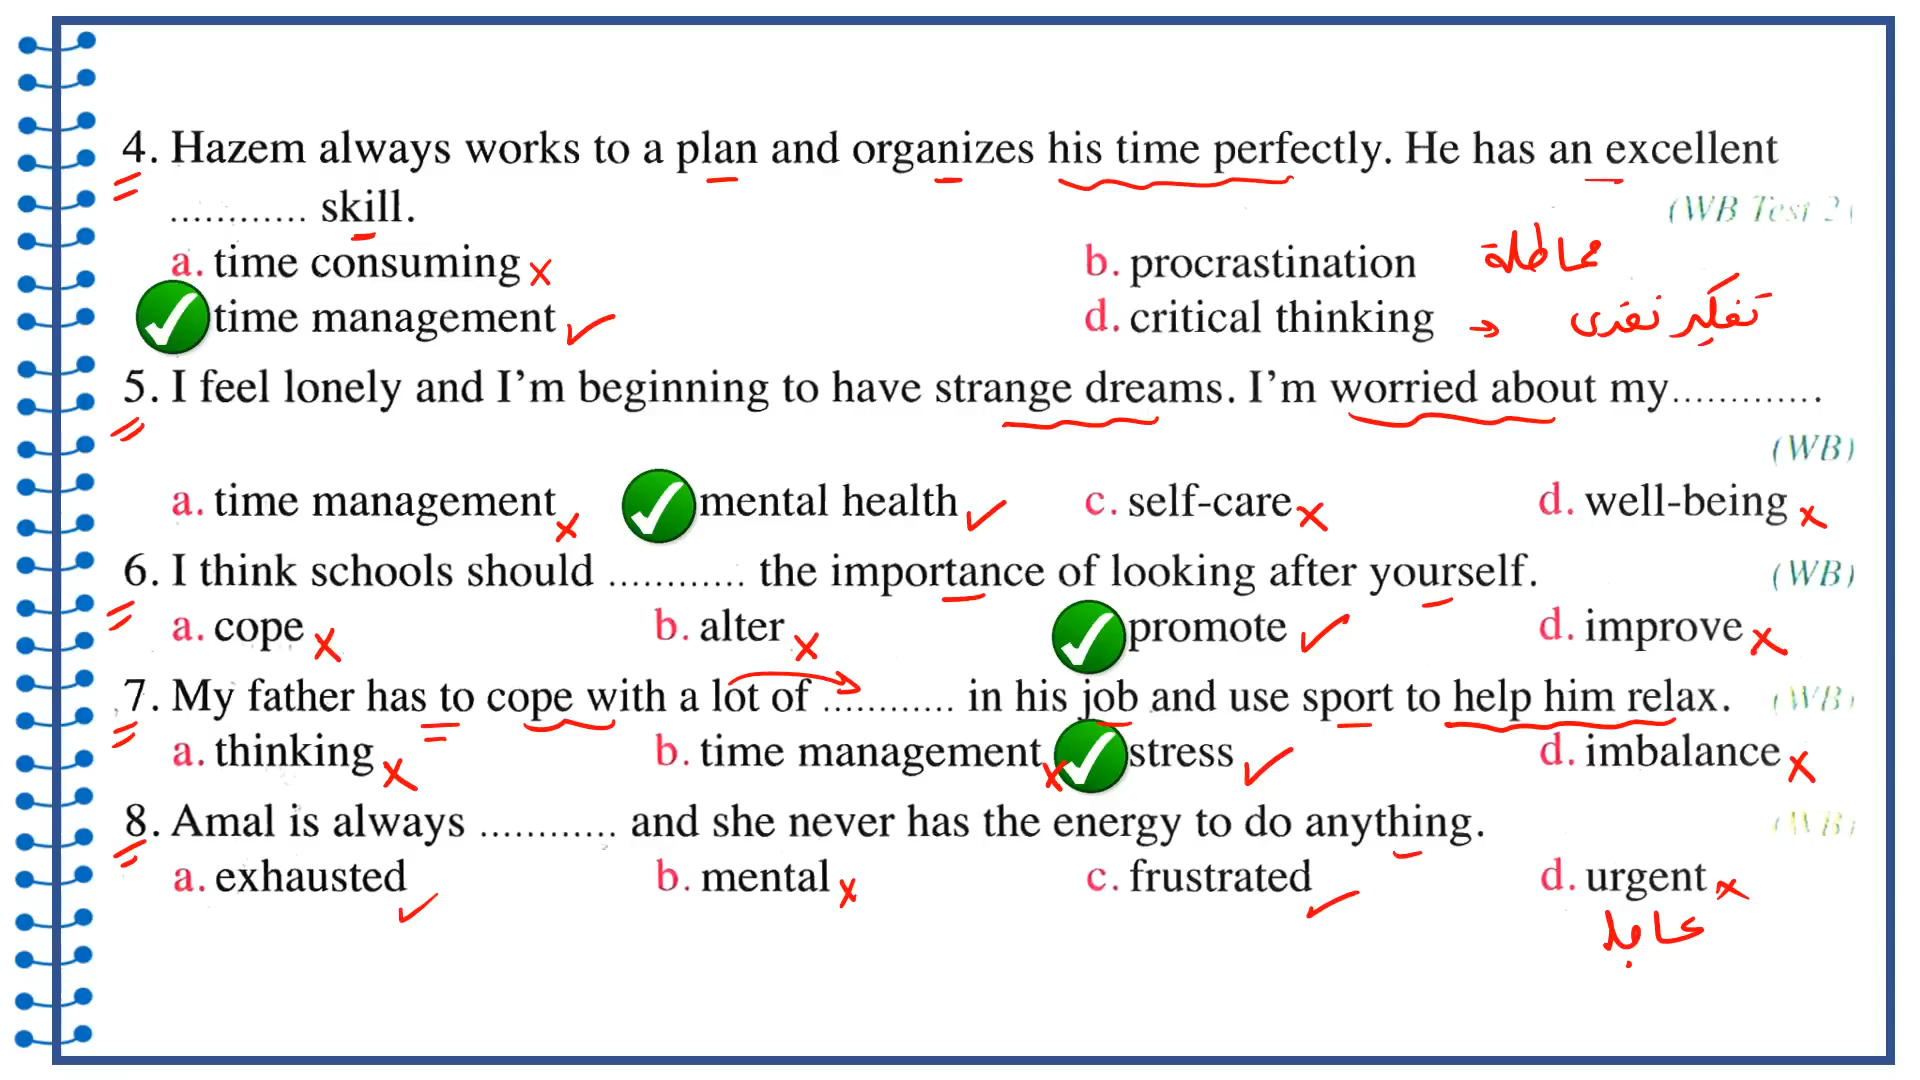 4. Hazem always works to a plan and organizes his time perfectly. He has an excellent
............ skill. (WB Test 2)
a. time consuming b. procrastination مماطلة
time management d. critical thinking تفكير نقدى
5. I feel lonely and I’m beginning to have strange dreams. I’m worried about my.............
(WB)
a. time management mental health c. self-care d. well-being
6. I think schools should ............ the importance of looking after yourself. (WB)
a. cope b. alter promote d. improve
7. My father has to cope with a lot of ............ in his job and use sport to help him relax. (WB)
a. thinking b. time management stress d. imbalance
8. Amal is always ............ and she never has the energy to do anything. (WB)
a. exhausted b. mental c. frustrated d. urgent